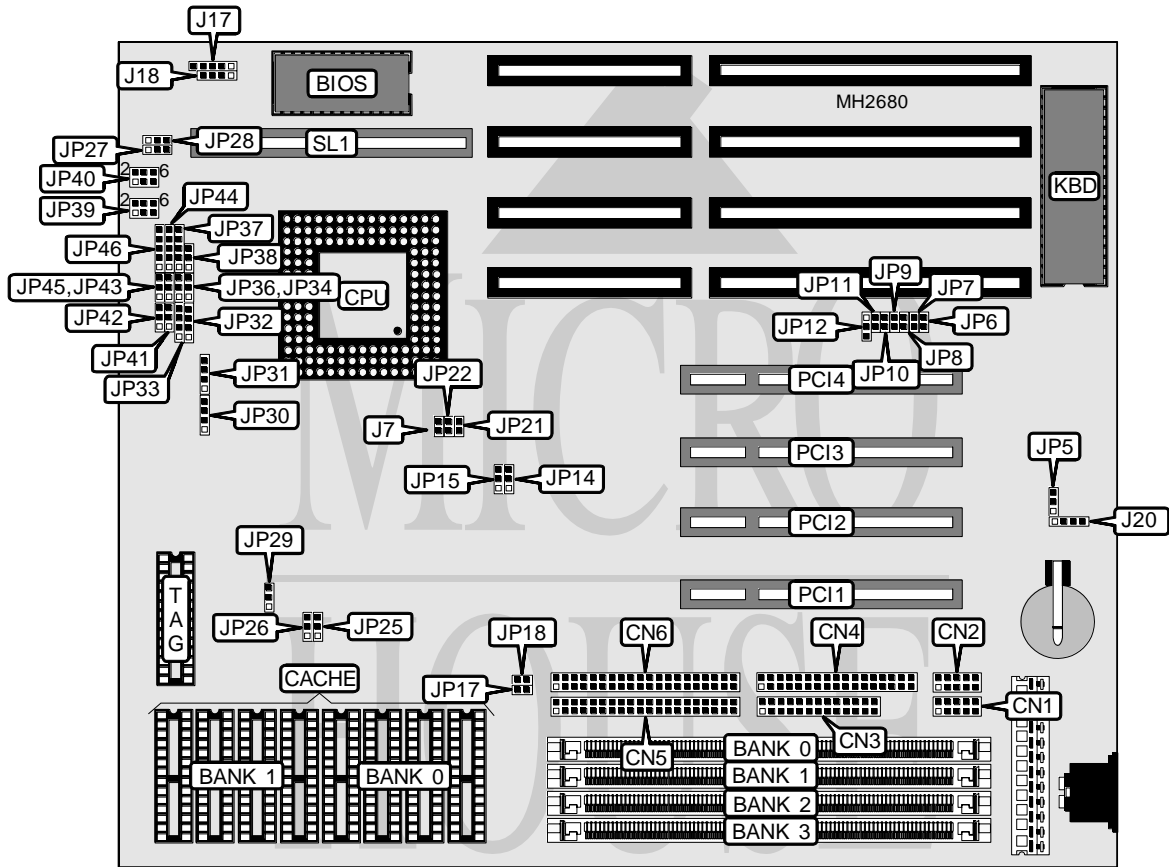 J17
J18
BIOS
MH2680
JP27
JP28
SL1
JP40
2
6
JP39
2
6
JP44
JP37
KBD
JP46
JP38
JP45,JP43
JP36,JP34
CPU
JP42
JP32
JP41
JP33
JP11
JP9
JP7
JP12
JP6
JP10
JP8
JP31
JP30
JP22
J7
JP21
PCI4
JP15
JP14
PCI3
JP5
PCI2
J20
JP29
TAG
PCI1
JP26
JP25
JP18
CN6
CN4
CN2
CACHE
JP17
CN1
CN5
CN3
BANK 1
BANK 0
BANK 0
BANK 1
BANK 2
BANK 3
MICRO
HOUSE